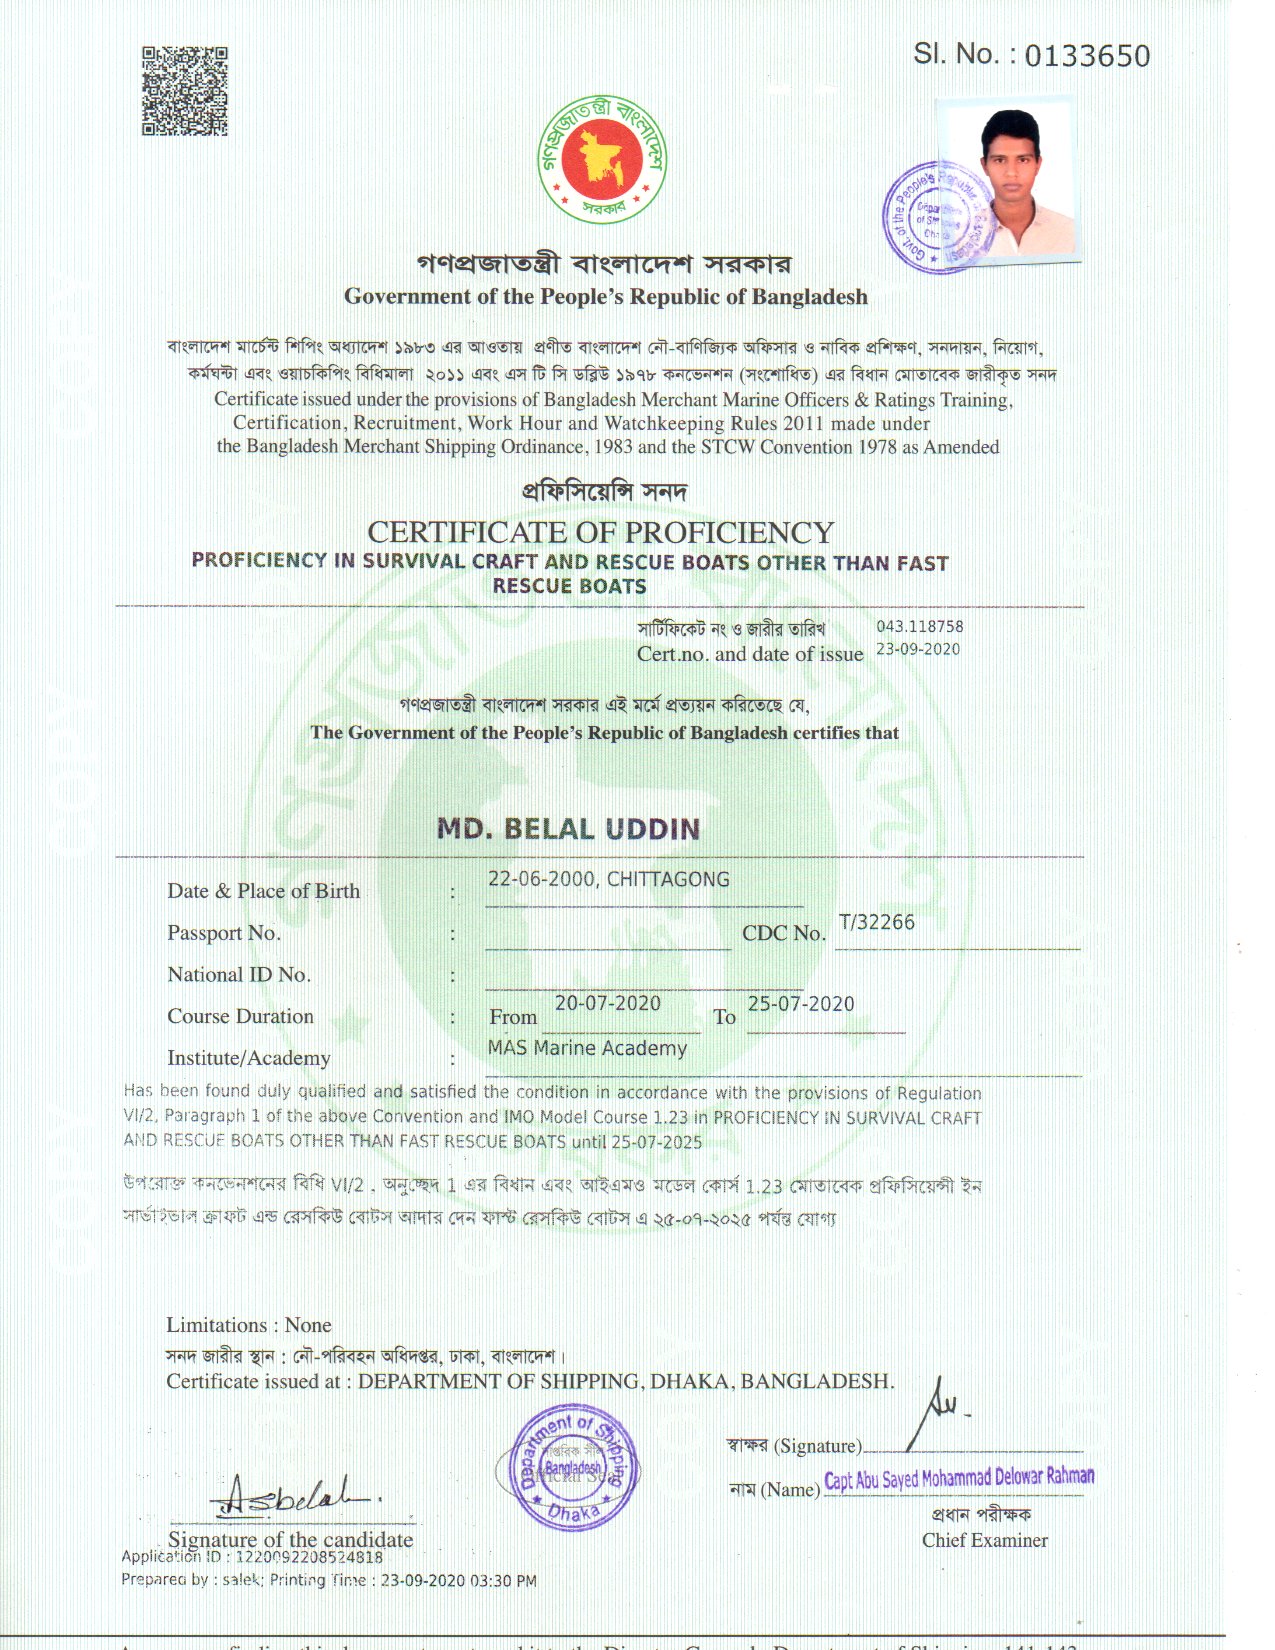 Sl. No. : 0133650
গণপ্রজাতন্ত্রী বাংলাদেশ
সরকার
Govt. of the People's Republic of Bangladesh
Department
of Shipping
Dhaka
গণপ্রজাতন্ত্রী বাংলাদেশ সরকার
Government of the People's Republic of Bangladesh
বাংলাদেশ মার্চেন্ট শিপিং অধ্যাদেশ ১৯৮৩ এর আওতায় প্রণীত বাংলাদেশ নৌ-বাণিজ্যিক অফিসার ও নাবিক প্রশিক্ষণ, সনদায়ন, নিয়োগ,
কর্মঘন্টা এবং ওয়াচকিপিং বিধিমালা ২০১১ এবং এস টি সি ডব্লিউ ১৯৭৮ কনভেনশন (সংশোধিত) এর বিধান মোতাবেক জারীকৃত সনদ
Certificate issued under the provisions of Bangladesh Merchant Marine Officers & Ratings Training,
Certification, Recruitment, Work Hour and Watchkeeping Rules 2011 made under
the Bangladesh Merchant Shipping Ordinance, 1983 and the STCW Convention 1978 as Amended
প্রফিসিয়েন্সি সনদ
CERTIFICATE OF PROFICIENCY
PROFICIENCY IN SURVIVAL CRAFT AND RESCUE BOATS OTHER THAN FAST
RESCUE BOATS
সার্টিফিকেট নং ও জারীর তারিখ 043.118758
Cert.no. and date of issue 23-09-2020
গণপ্রজাতন্ত্রী বাংলাদেশ সরকার এই মর্মে প্রত্যয়ন করিতেছে যে,
The Government of the People's Republic of Bangladesh certifies that
MD. BELAL UDDIN
Date & Place of Birth : 22-06-2000, CHITTAGONG
Passport No. : CDC No. T/32266
National ID No. :
Course Duration : From 20-07-2020 To 25-07-2020
Institute/Academy : MAS Marine Academy
Has been found duly qualified and satisfied the condition in accordance with the provisions of Regulation
VI/2, Paragraph 1 of the above Convention and IMO Model Course 1.23 in PROFICIENCY IN SURVIVAL CRAFT
AND RESCUE BOATS OTHER THAN FAST RESCUE BOATS until 25-07-2025
উপরোক্ত কনভেনশনের বিধি VI/2 , অনুচ্ছেদ 1 এর বিধান এবং আইএমও মডেল কোর্স 1.23 মোতাবেক প্রফিসিয়েন্সী ইন
সার্ভাইভাল ক্রাফট এন্ড রেসকিউ বোটস আদার দেন ফাস্ট রেসকিউ বোটস এ ২৫-০৭-২০২৫ পর্যন্ত যোগ্য
Limitations : None
সনদ জারীর স্থান : নৌ-পরিবহন অধিদপ্তর, ঢাকা, বাংলাদেশ।
Certificate issued at : DEPARTMENT OF SHIPPING, DHAKA, BANGLADESH.
স্বাক্ষর (Signature)
Department of Shipping
Bangladesh
Official Seal
Dhaka
নাম (Name) Capt Abu Sayed Mohammad Delowar Rahman
প্রধান পরীক্ষক
Chief Examiner
Asbelal.
Signature of the candidate
Application ID : 1220092208524818
Prepared by : salek; Printing Time : 23-09-2020 03:30 PM